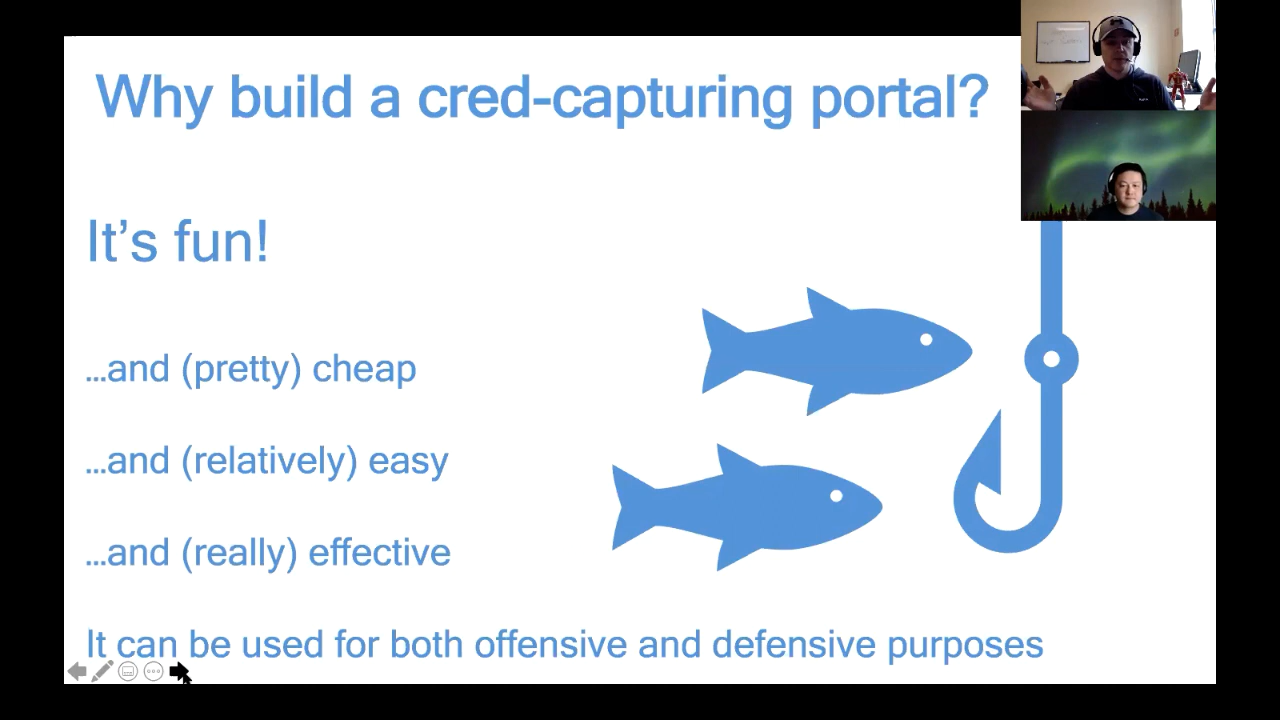 Why build a cred-capturing portal?
It's fun!
...and (pretty) cheap
...and (relatively) easy
...and (really) effective
It can be used for both offensive and defensive purposes